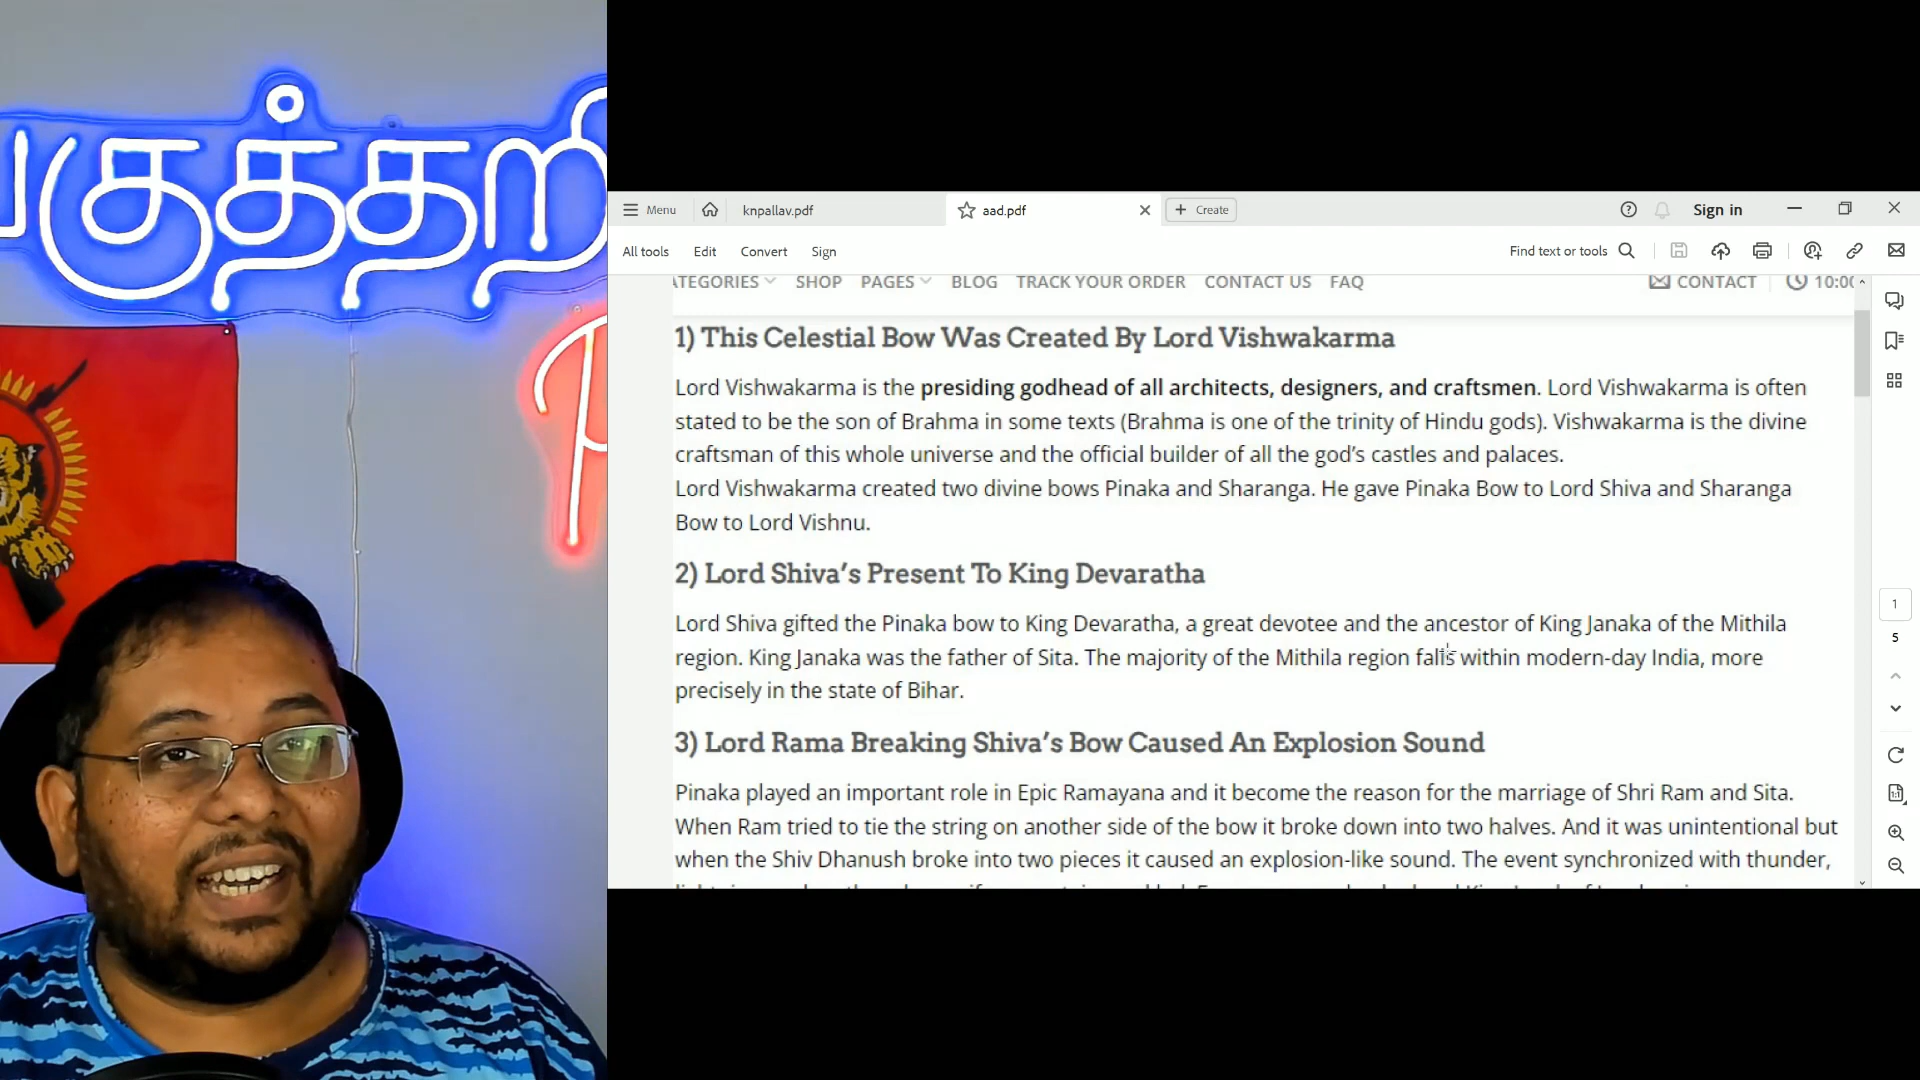 பகுத்தறி
Menu
knpallav.pdf
aad.pdf
Create
Sign in
All tools
Edit
Convert
Sign
Find text or tools
ATEGORIES
SHOP
PAGES
BLOG
TRACK YOUR ORDER
CONTACT US
FAQ
CONTACT
10:00
1) This Celestial Bow Was Created By Lord Vishwakarma
Lord Vishwakarma is the presiding godhead of all architects, designers, and craftsmen. Lord Vishwakarma is often
stated to be the son of Brahma in some texts (Brahma is one of the trinity of Hindu gods). Vishwakarma is the divine
craftsman of this whole universe and the official builder of all the god's castles and palaces.
Lord Vishwakarma created two divine bows Pinaka and Sharanga. He gave Pinaka Bow to Lord Shiva and Sharanga
Bow to Lord Vishnu.
2) Lord Shiva's Present To King Devaratha
Lord Shiva gifted the Pinaka bow to King Devaratha, a great devotee and the ancestor of King Janaka of the Mithila
region. King Janaka was the father of Sita. The majority of the Mithila region falls within modern-day India, more
precisely in the state of Bihar.
3) Lord Rama Breaking Shiva's Bow Caused An Explosion Sound
Pinaka played an important role in Epic Ramayana and it become the reason for the marriage of Shri Ram and Sita.
When Ram tried to tie the string on another side of the bow it broke down into two halves. And it was unintentional but
when the Shiv Dhanush broke into two pieces it caused an explosion-like sound. The event synchronized with thunder,
1
5